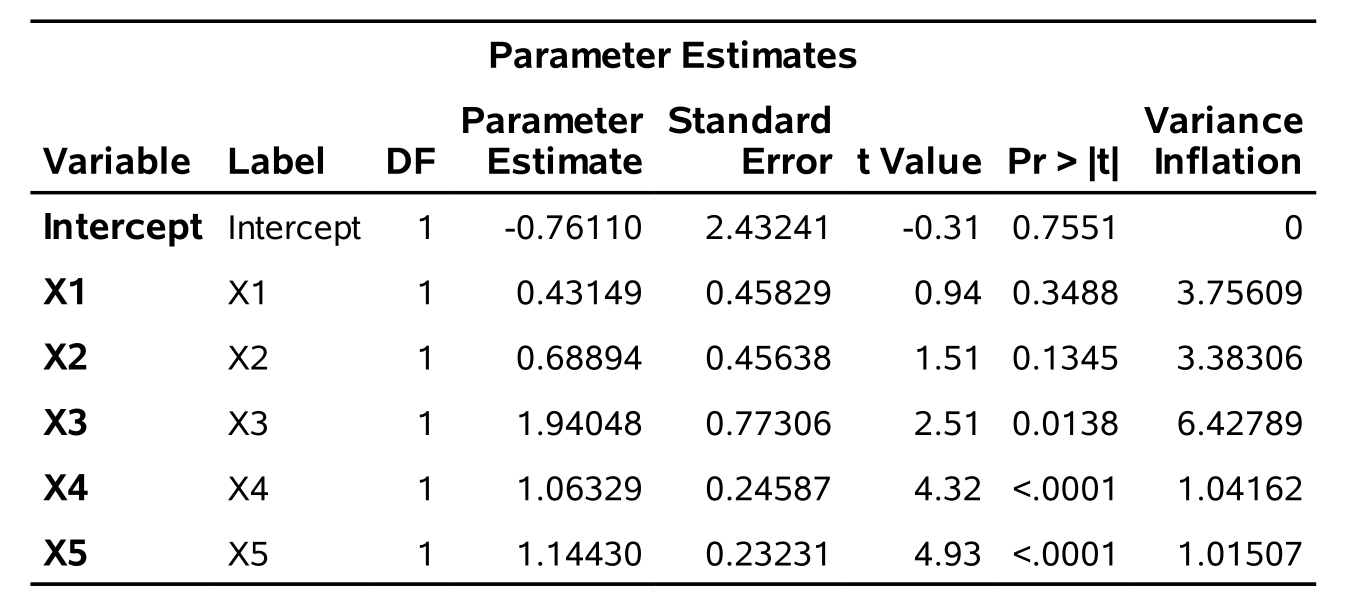 Parameter Estimates
Parameter Standard Variance
Variable Label DF Estimate Error t Value Pr > |t| Inflation
Intercept Intercept 1 -0.76110 2.43241 -0.31 0.7551 0
X1 X1 1 0.43149 0.45829 0.94 0.3488 3.75609
X2 X2 1 0.68894 0.45638 1.51 0.1345 3.38306
X3 X3 1 1.94048 0.77306 2.51 0.0138 6.42789
X4 X4 1 1.06329 0.24587 4.32 <.0001 1.04162
X5 X5 1 1.14430 0.23231 4.93 <.0001 1.01507